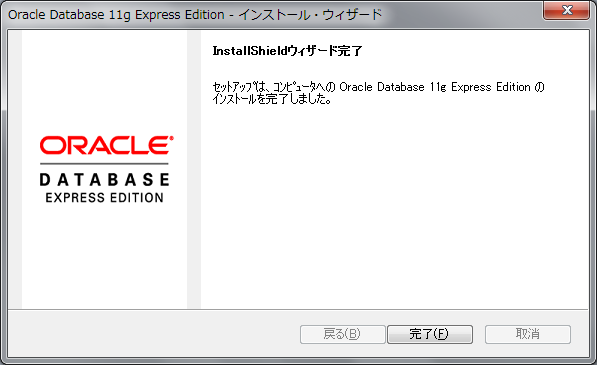 Oracle Database 11g Express Edition - インストール・ウィザード
InstallShieldウィザード完了
セットアップは、コンピュータへの Oracle Database 11g Express Edition の
インストールを完了しました。
ORACLE®
DATABASE
EXPRESS EDITION
戻る(B)
完了(F)
取消